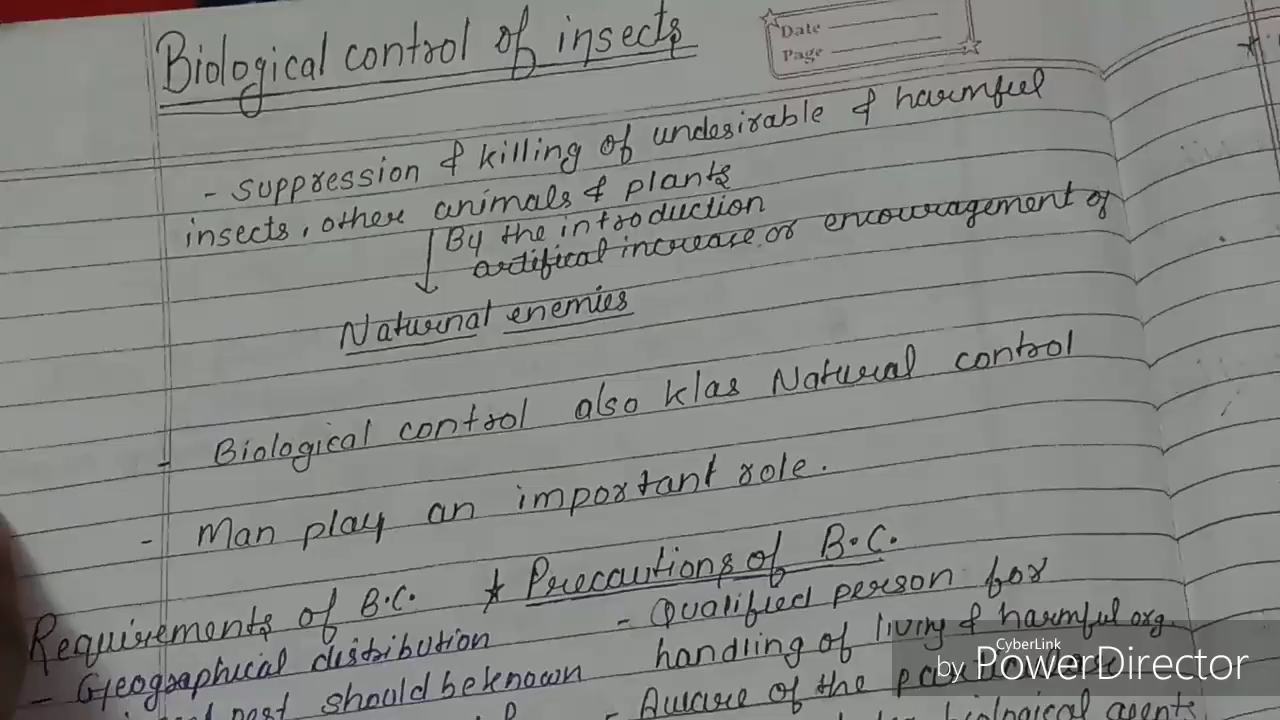 Biological control of insects
Date
Page
- suppression & killing of undesirable & harmful
insects, other animals & plants
By the introduction
artifical increase or encouragement of
Natural enemies
- Biological control also klas Natural control
- Man play an important role.
Requirements of B.C.
- Geographical distribution
pest should be known
* Precautions of B.C.
- Qualified person for
handling of living & harmful org.
- Aware of the
biological agents
CyberLink
by PowerDirector